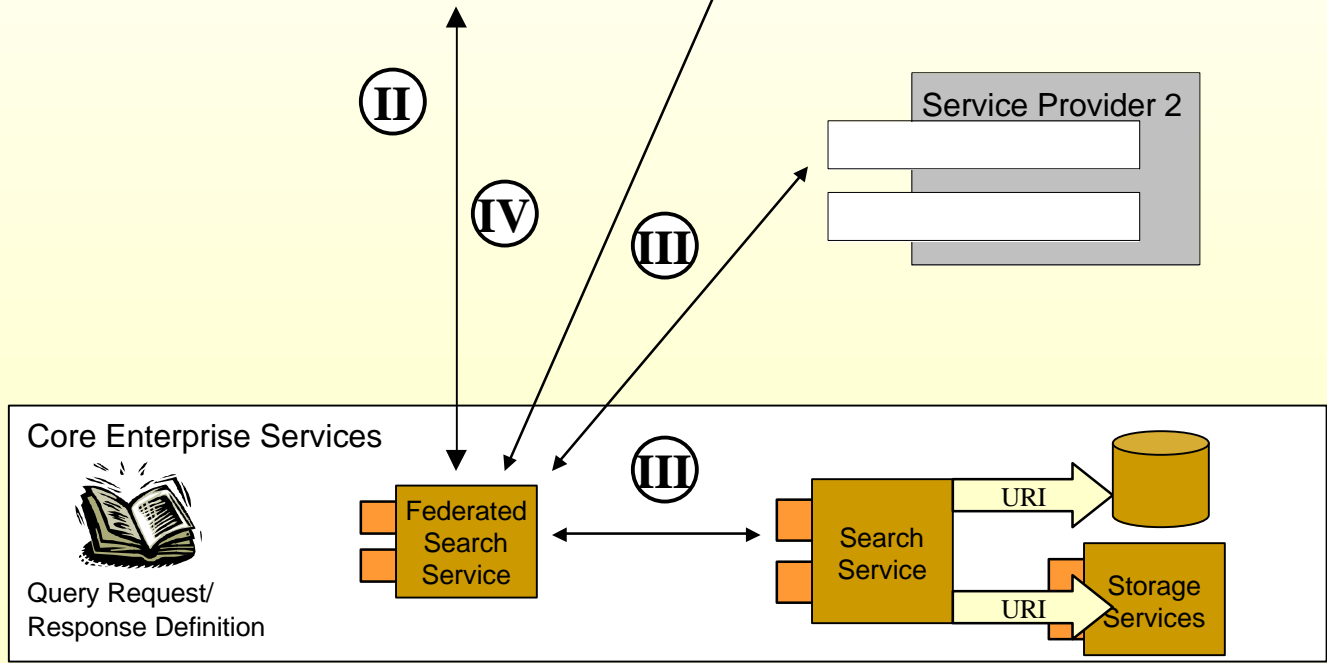 II
Service Provider 2
IV
III
Core Enterprise Services
III
Federated
Search
Service
Search
Service
URI
URI
Storage
Services
Query Request/
Response Definition